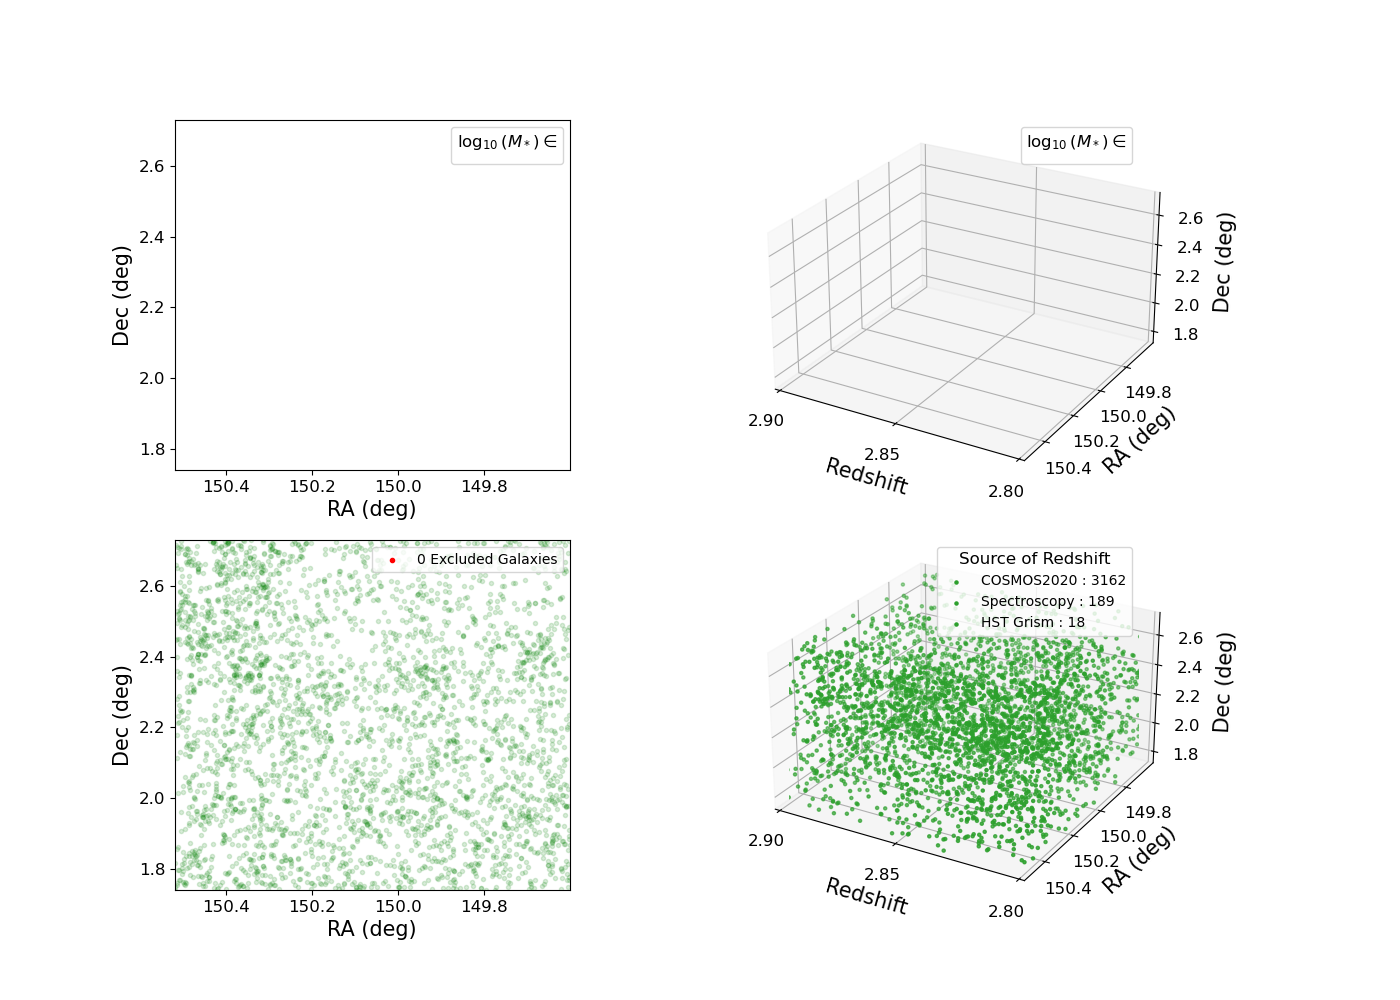 log₁₀(M*) ∈
2.6
2.4
2.2
2.0
1.8
Dec (deg)
150.4 150.2 150.0 149.8
RA (deg)
log₁₀(M*) ∈
2.6
2.4
2.2
2.0
1.8
Dec (deg)
149.8
150.0
150.2
150.4
RA (deg)
2.90
2.85
2.80
Redshift
0 Excluded Galaxies
2.6
2.4
2.2
2.0
1.8
Dec (deg)
150.4 150.2 150.0 149.8
RA (deg)
Source of Redshift
COSMOS2020 : 3162
Spectroscopy : 189
HST Grism : 18
2.6
2.4
2.2
2.0
1.8
Dec (deg)
149.8
150.0
150.2
150.4
RA (deg)
2.90
2.85
2.80
Redshift